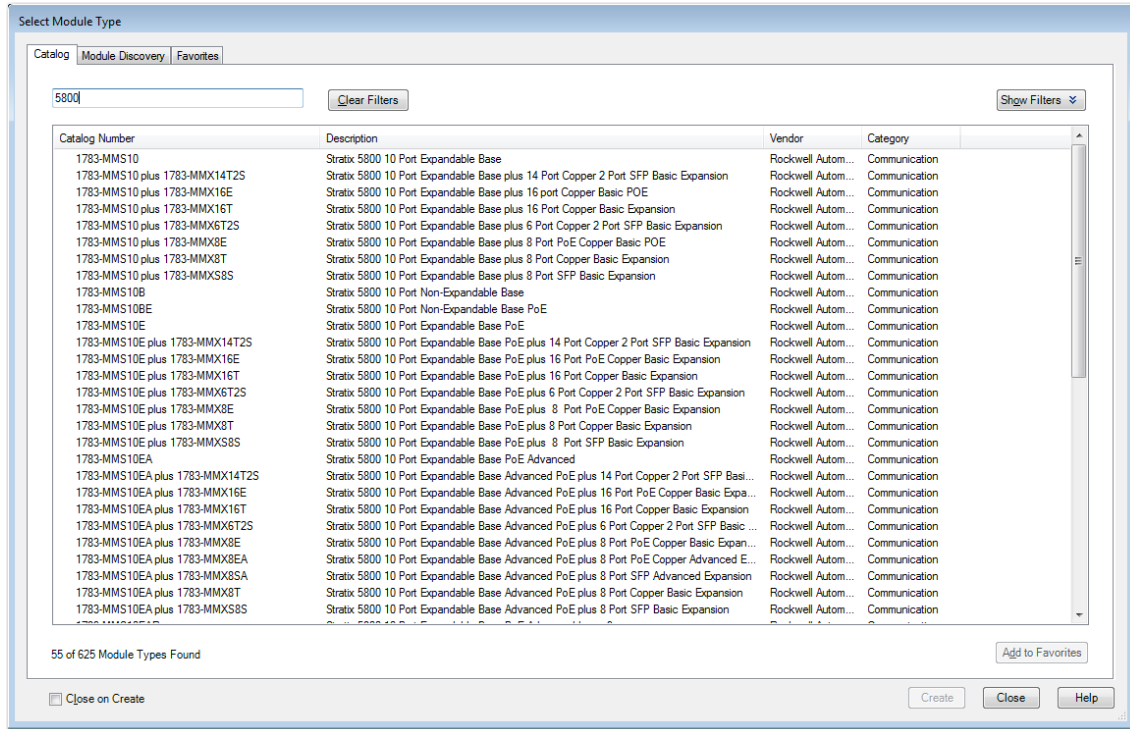 Select Module Type
Catalog Module Discovery Favorites
5800 Clear Filters Show Filters
Catalog Number Description Vendor Category
1783-MMS10 Stratix 5800 10 Port Expandable Base Rockwell Autom... Communication
1783-MMS10 plus 1783-MMX14T2S Stratix 5800 10 Port Expandable Base plus 14 Port Copper 2 Port SFP Basic Expansion Rockwell Autom... Communication
1783-MMS10 plus 1783-MMX16E Stratix 5800 10 Port Expandable Base plus 16 port Copper Basic POE Rockwell Autom... Communication
1783-MMS10 plus 1783-MMX16T Stratix 5800 10 Port Expandable Base plus 16 Port Copper Basic Expansion Rockwell Autom... Communication
1783-MMS10 plus 1783-MMX6T2S Stratix 5800 10 Port Expandable Base plus 6 Port Copper 2 Port SFP Basic Expansion Rockwell Autom... Communication
1783-MMS10 plus 1783-MMX8E Stratix 5800 10 Port Expandable Base plus 8 Port PoE Copper Basic POE Rockwell Autom... Communication
1783-MMS10 plus 1783-MMX8T Stratix 5800 10 Port Expandable Base plus 8 Port Copper Basic Expansion Rockwell Autom... Communication
1783-MMS10 plus 1783-MMXS8S Stratix 5800 10 Port Expandable Base plus 8 Port SFP Basic Expansion Rockwell Autom... Communication
1783-MMS10B Stratix 5800 10 Port Non-Expandable Base Rockwell Autom... Communication
1783-MMS10BE Stratix 5800 10 Port Non-Expandable Base PoE Rockwell Autom... Communication
1783-MMS10E Stratix 5800 10 Port Expandable Base PoE Rockwell Autom... Communication
1783-MMS10E plus 1783-MMX14T2S Stratix 5800 10 Port Expandable Base PoE plus 14 Port Copper 2 Port SFP Basic Expansion Rockwell Autom... Communication
1783-MMS10E plus 1783-MMX16E Stratix 5800 10 Port Expandable Base PoE plus 16 Port PoE Copper Basic Expansion Rockwell Autom... Communication
1783-MMS10E plus 1783-MMX16T Stratix 5800 10 Port Expandable Base PoE plus 16 Port Copper Basic Expansion Rockwell Autom... Communication
1783-MMS10E plus 1783-MMX6T2S Stratix 5800 10 Port Expandable Base PoE plus 6 Port Copper 2 Port SFP Basic Expansion Rockwell Autom... Communication
1783-MMS10E plus 1783-MMX8E Stratix 5800 10 Port Expandable Base PoE plus 8 Port PoE Copper Basic Expansion Rockwell Autom... Communication
1783-MMS10E plus 1783-MMX8T Stratix 5800 10 Port Expandable Base PoE plus 8 Port Copper Basic Expansion Rockwell Autom... Communication
1783-MMS10E plus 1783-MMXS8S Stratix 5800 10 Port Expandable Base PoE plus 8 Port SFP Basic Expansion Rockwell Autom... Communication
1783-MMS10EA Stratix 5800 10 Port Expandable Base PoE Advanced Rockwell Autom... Communication
1783-MMS10EA plus 1783-MMX14T2S Stratix 5800 10 Port Expandable Base Advanced PoE plus 14 Port Copper 2 Port SFP Basi... Rockwell Autom... Communication
1783-MMS10EA plus 1783-MMX16E Stratix 5800 10 Port Expandable Base Advanced PoE plus 16 Port PoE Copper Basic Expa... Rockwell Autom... Communication
1783-MMS10EA plus 1783-MMX16T Stratix 5800 10 Port Expandable Base Advanced PoE plus 16 Port Copper Basic Expansion Rockwell Autom... Communication
1783-MMS10EA plus 1783-MMX6T2S Stratix 5800 10 Port Expandable Base Advanced PoE plus 6 Port Copper 2 Port SFP Basic ... Rockwell Autom... Communication
1783-MMS10EA plus 1783-MMX8E Stratix 5800 10 Port Expandable Base Advanced PoE plus 8 Port PoE Copper Basic Expan... Rockwell Autom... Communication
1783-MMS10EA plus 1783-MMX8EA Stratix 5800 10 Port Expandable Base Advanced PoE plus 8 Port PoE Copper Advanced E... Rockwell Autom... Communication
1783-MMS10EA plus 1783-MMX8SA Stratix 5800 10 Port Expandable Base Advanced PoE plus 8 Port SFP Advanced Expansion Rockwell Autom... Communication
1783-MMS10EA plus 1783-MMX8T Stratix 5800 10 Port Expandable Base Advanced PoE plus 8 Port Copper Basic Expansion Rockwell Autom... Communication
1783-MMS10EA plus 1783-MMXS8S Stratix 5800 10 Port Expandable Base Advanced PoE plus 8 Port SFP Basic Expansion Rockwell Autom... Communication
55 of 625 Module Types Found Add to Favorites
Close on Create Create Close Help